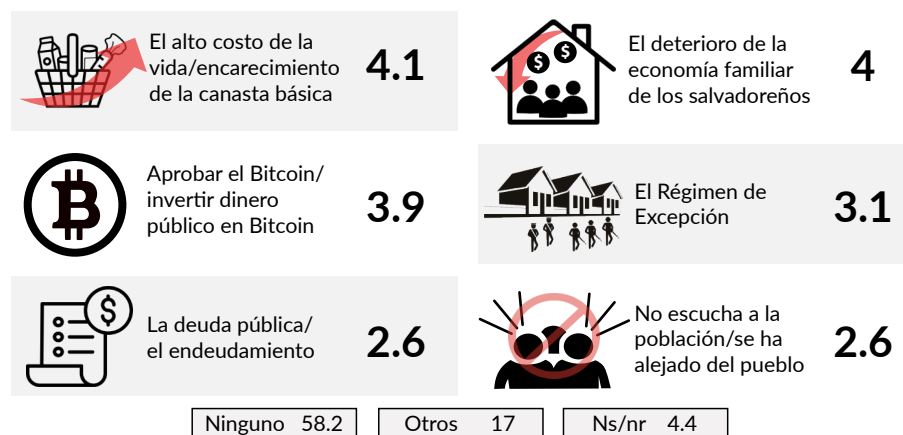 El alto costo de la
vida/encarecimiento
de la canasta básica
4.1
$ $
El deterioro de la
economía familiar
de los salvadoreños
4
Aprobar el Bitcoin/
invertir dinero
público en Bitcoin
3.9
El Régimen de
Excepción
3.1
$
La deuda pública/
el endeudamiento
2.6
No escucha a la
población/se ha
alejado del pueblo
2.6
Ninguno 58.2
Otros 17
Ns/nr 4.4